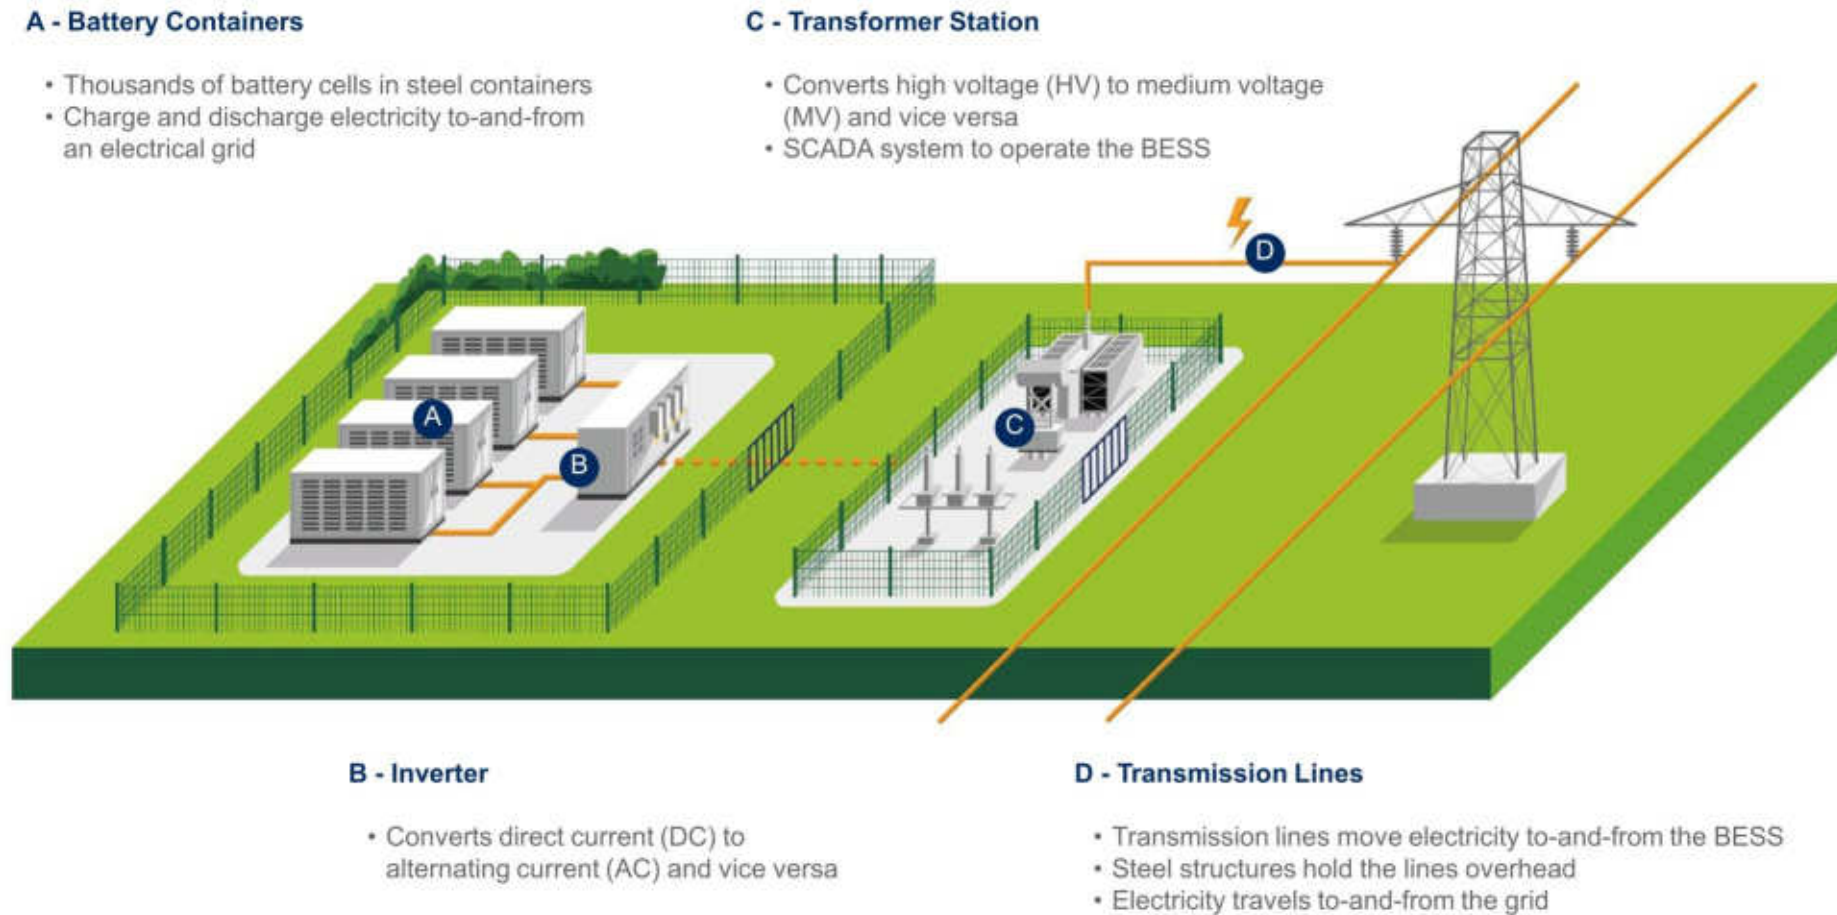 A - Battery Containers
• Thousands of battery cells in steel containers
• Charge and discharge electricity to-and-from
an electrical grid
C - Transformer Station
• Converts high voltage (HV) to medium voltage
(MV) and vice versa
• SCADA system to operate the BESS
D
A
C
B
B - Inverter
• Converts direct current (DC) to
alternating current (AC) and vice versa
D - Transmission Lines
• Transmission lines move electricity to-and-from the BESS
• Steel structures hold the lines overhead
• Electricity travels to-and-from the grid